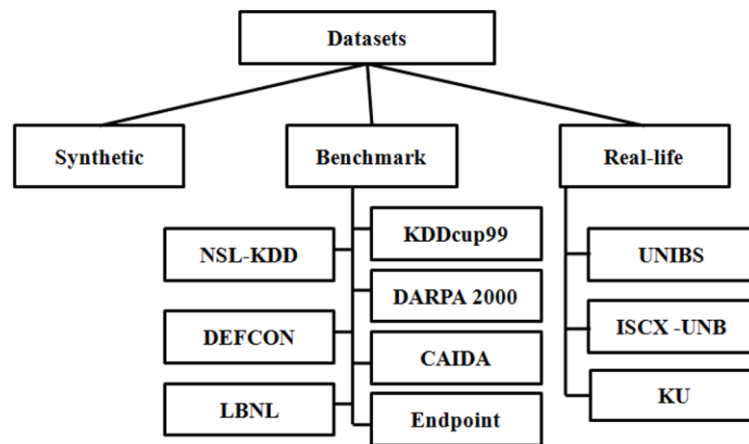 Datasets
Synthetic
Benchmark
Real-life
KDDcup99
NSL-KDD
UNIBS
DARPA 2000
DEFCON
ISCX -UNB
CAIDA
LBNL
KU
Endpoint